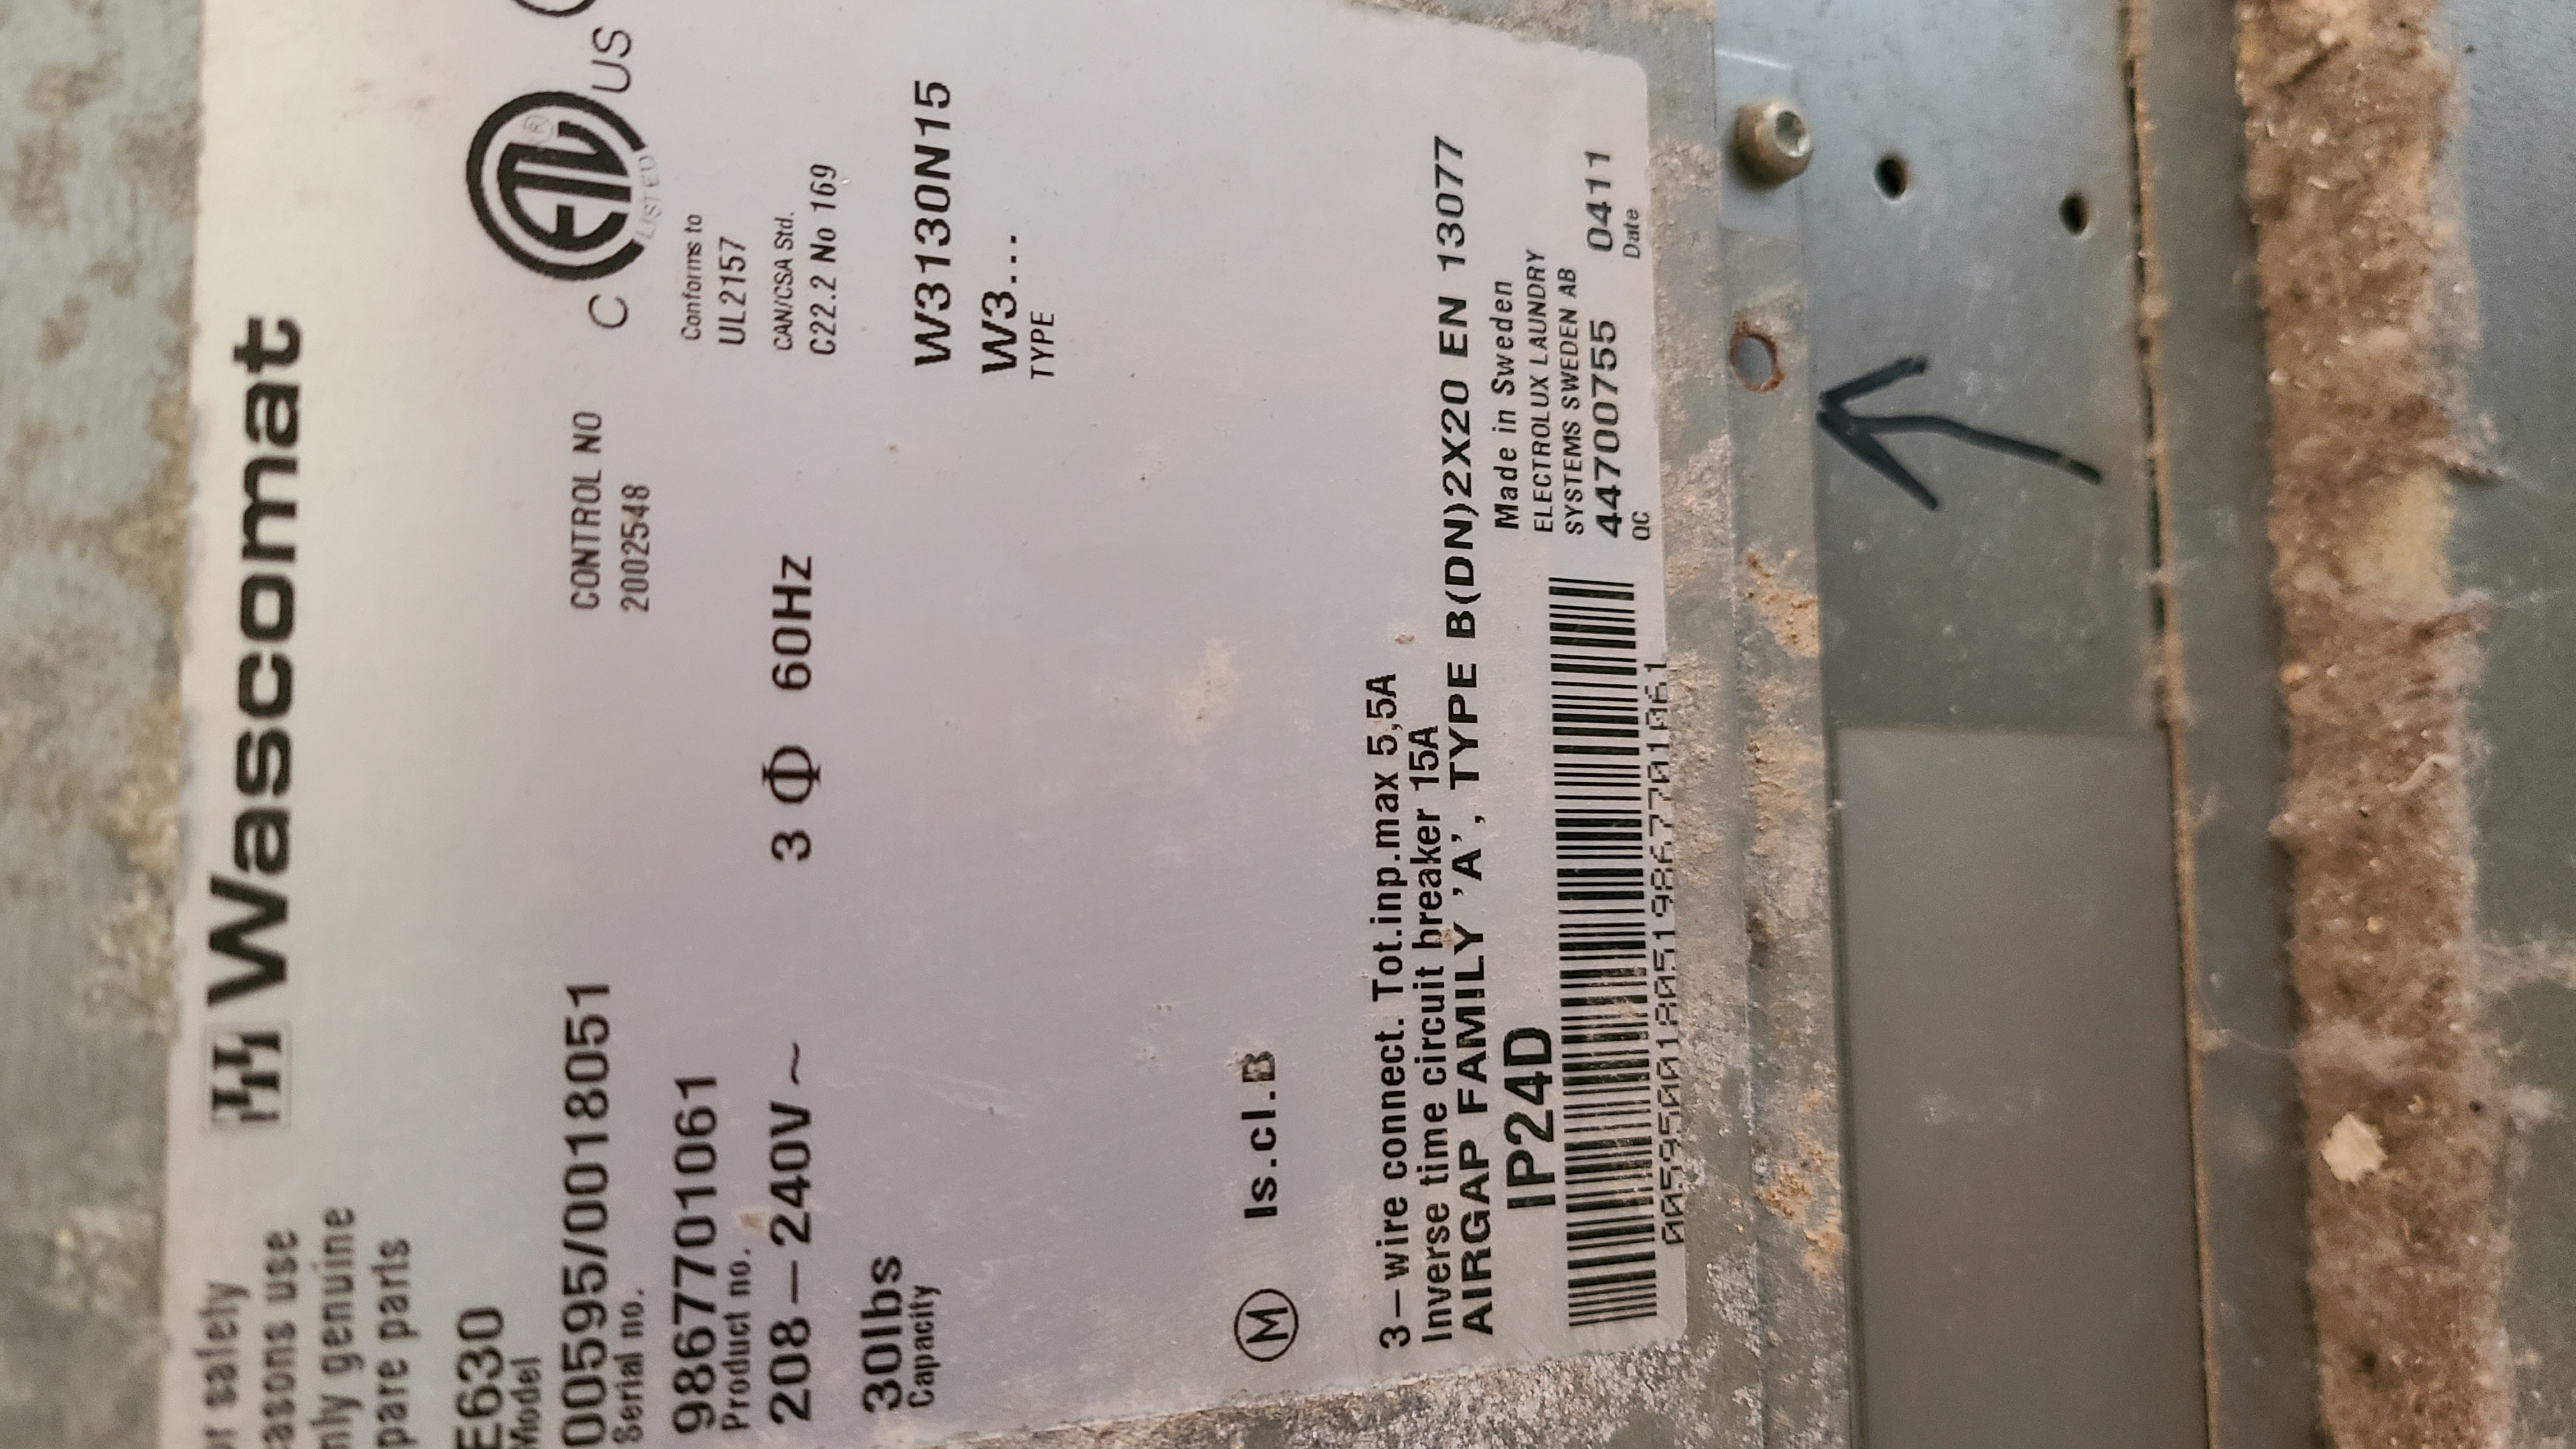 Wascomat
safety
use
genuine
parts
E630
Model
C ETL US
LISTED
CONTROL NO
2002548
Conforms to
UL2157
CAN/CSA Std.
C22.2 No 169
00595/0018051
Serial no.
9867701061
Product no.
208–240V~ 3 Φ 60Hz
30lbs
Capacity
W3130N15
W3...
TYPE
M Is.cl.B
3–wire connect. Tot.inp.max 5,5A
Inverse time circuit breaker 15A
AIRGAP FAMILY 'A', TYPE B(DN)2X20 EN 13077
IP24D
Made in Sweden
ELECTROLUX LAUNDRY
SYSTEMS SWEDEN AB
44700755 0411
QC Date